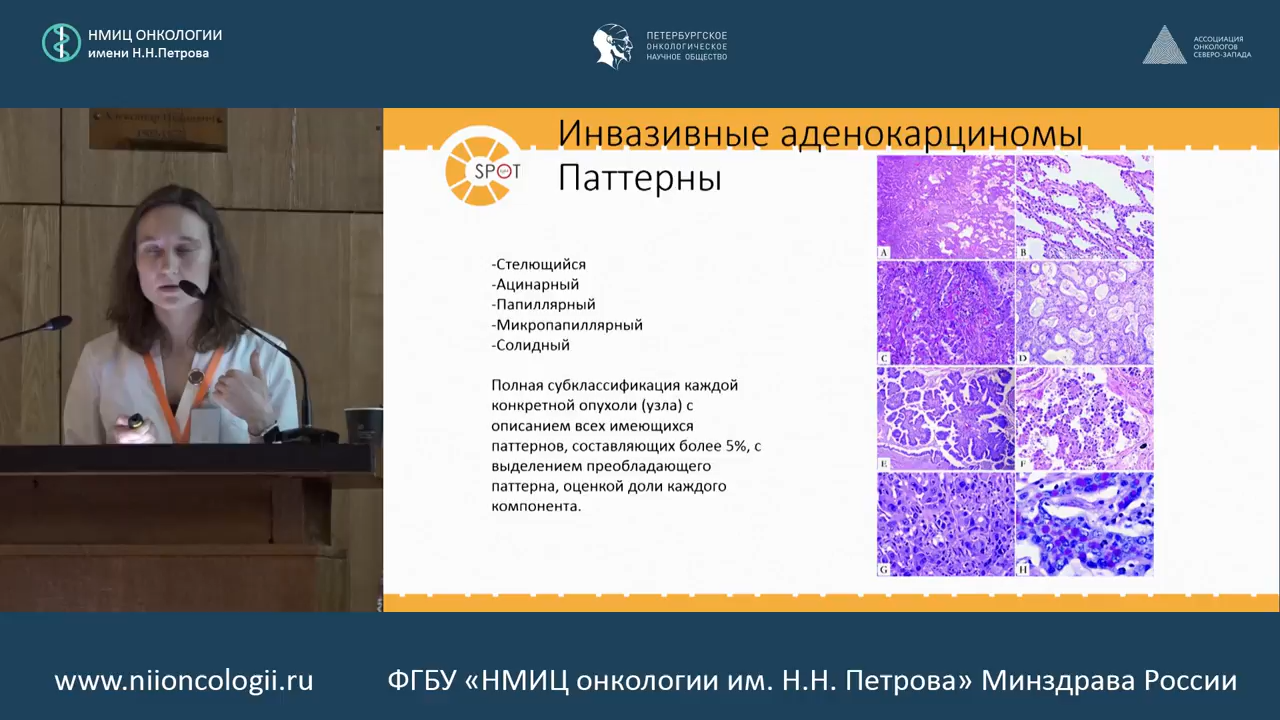 НМИЦ ОНКОЛОГИИ
имени Н.Н.Петрова
ПЕТЕРБУРГСКОЕ
ОНКОЛОГИЧЕСКОЕ
НАУЧНОЕ ОБЩЕСТВО
АССОЦИАЦИЯ
ОНКОЛОГОВ
СЕВЕРО-ЗАПАДА
SPOT
Инвазивные аденокарциномы
Паттерны
-Стелющийся
-Ацинарный
-Папиллярный
-Микропапиллярный
-Солидный
Полная субклассификация каждой
конкретной опухоли (узла) с
описанием всех имеющихся
паттернов, составляющих более 5%, с
выделением преобладающего
паттерна, оценкой доли каждого
компонента.
A
B
C
D
E
F
G
H
www.niioncologii.ru
ФГБУ «НМИЦ онкологии им. Н.Н. Петрова» Минздрава России